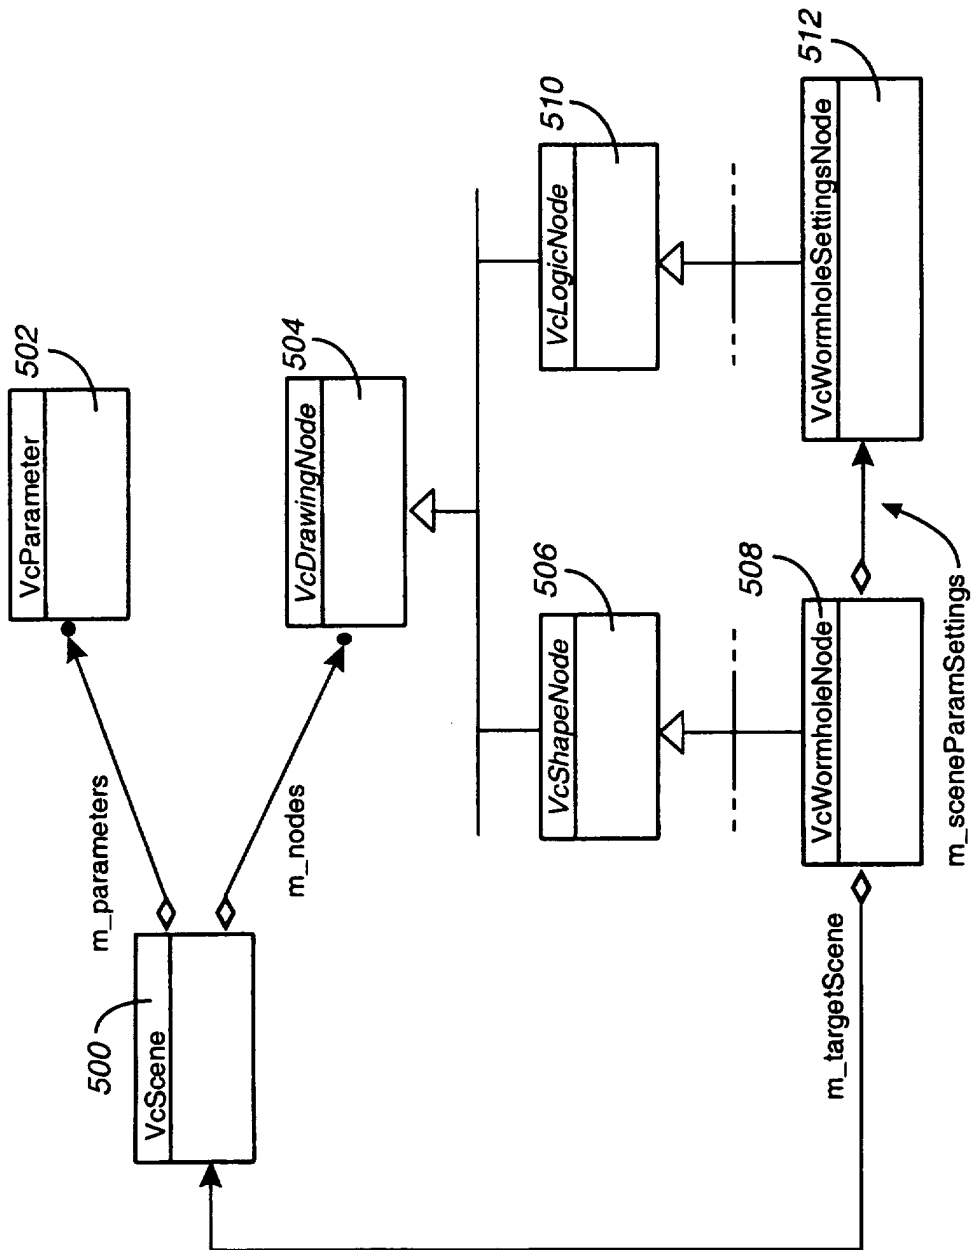 500
VcScene
m_parameters
m_nodes
502
VcParameter
504
VcDrawingNode
506
VcShapeNode
510
VcLogicNode
508
VcWormholeNode
512
VcWormholeSettingsNode
m_targetScene
m_sceneParamSettings